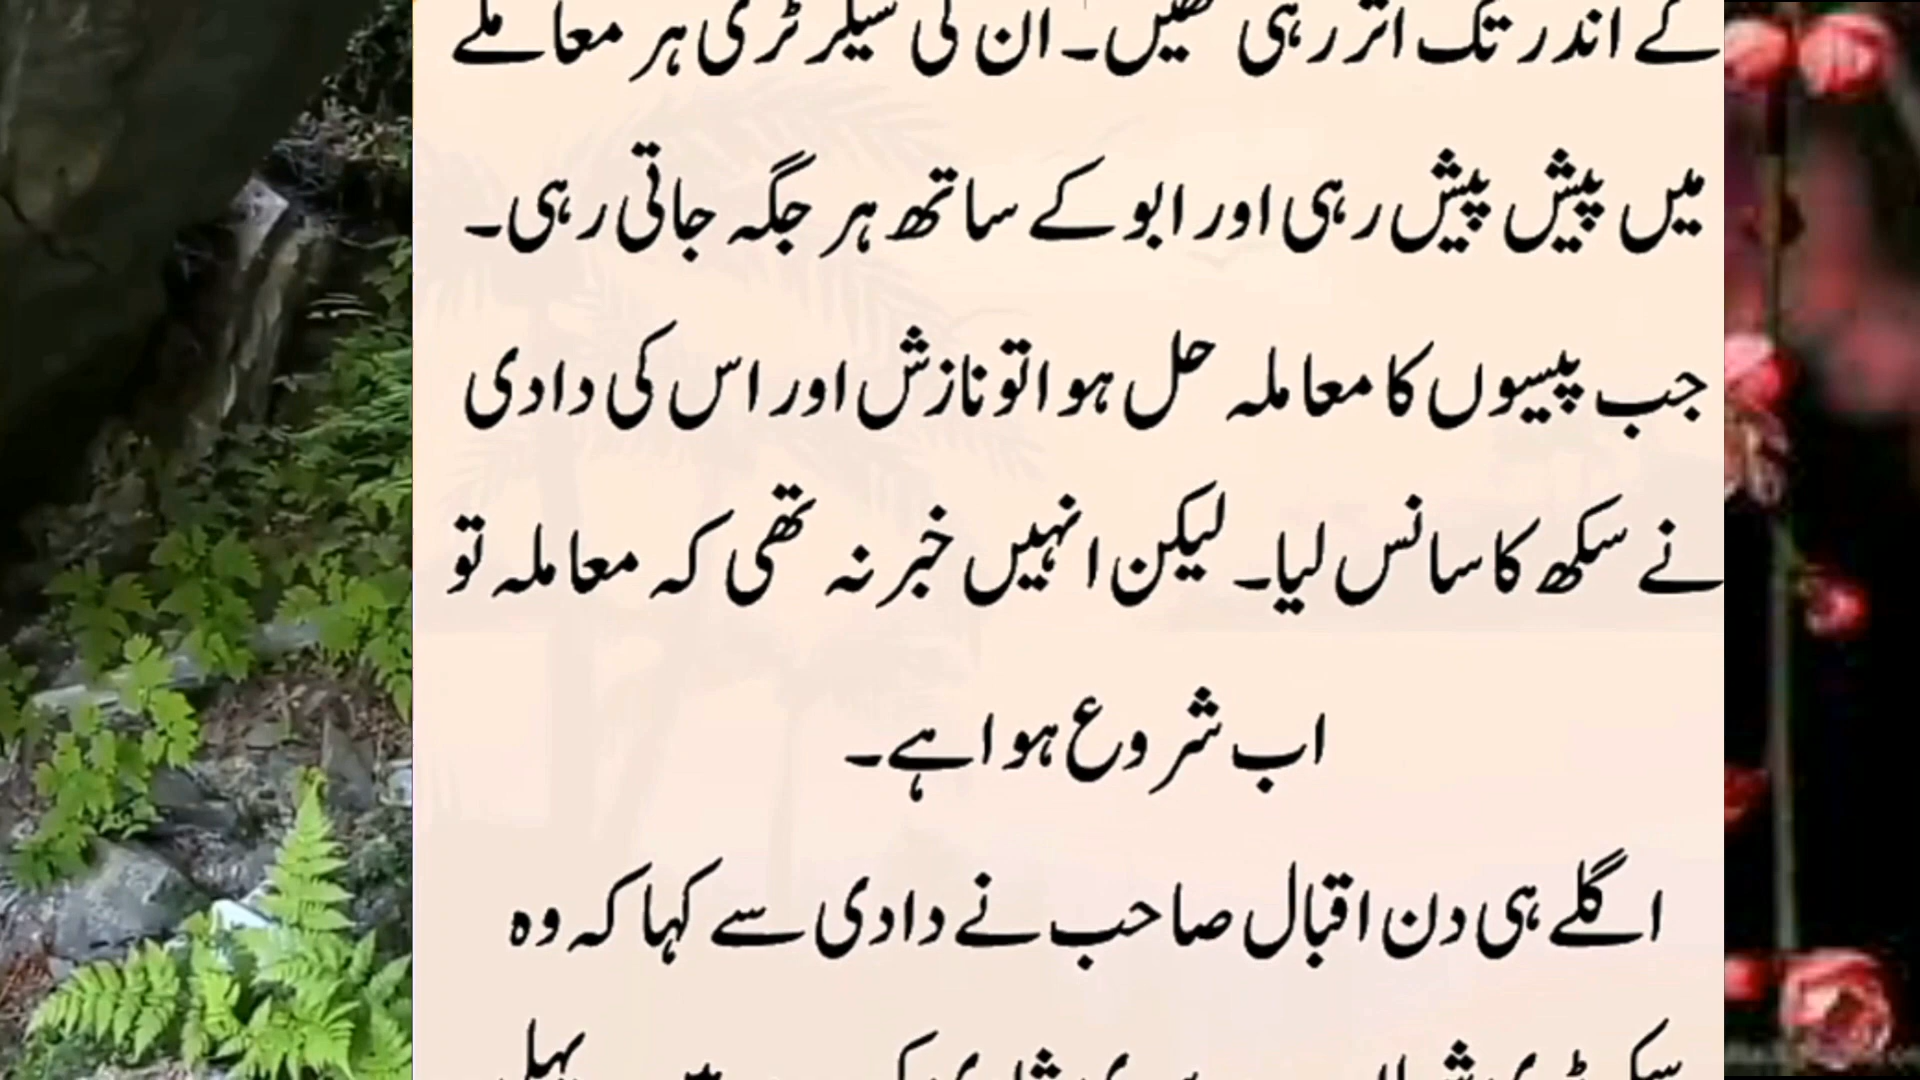 کے اندر تک اتر رہی تھیں۔ ان کی سیکرٹری ہر معاملے
میں پیش پیش رہی اور ابو کے ساتھ ہر جگہ جاتی رہی۔
جب پیسوں کا معاملہ حل ہوا تو نازش اور اس کی دادی
نے سکھ کا سانس لیا۔ لیکن انہیں خبر نہ تھی کہ معاملہ تو
اب شروع ہوا ہے۔
اگلے ہی دن اقبال صاحب نے دادی سے کہا کہ وہ